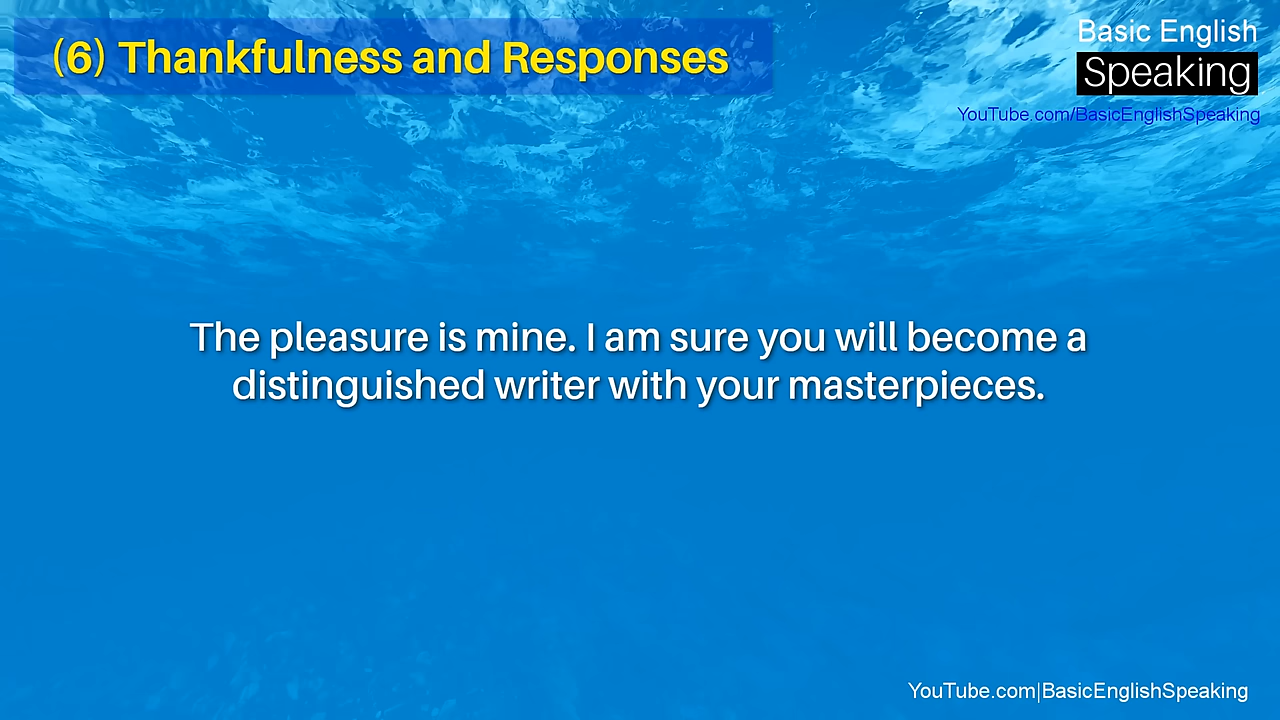 (6) Thankfulness and Responses
Basic English
Speaking
YouTube.com/BasicEnglishSpeaking
The pleasure is mine. I am sure you will become a
distinguished writer with your masterpieces.
YouTube.com|BasicEnglishSpeaking